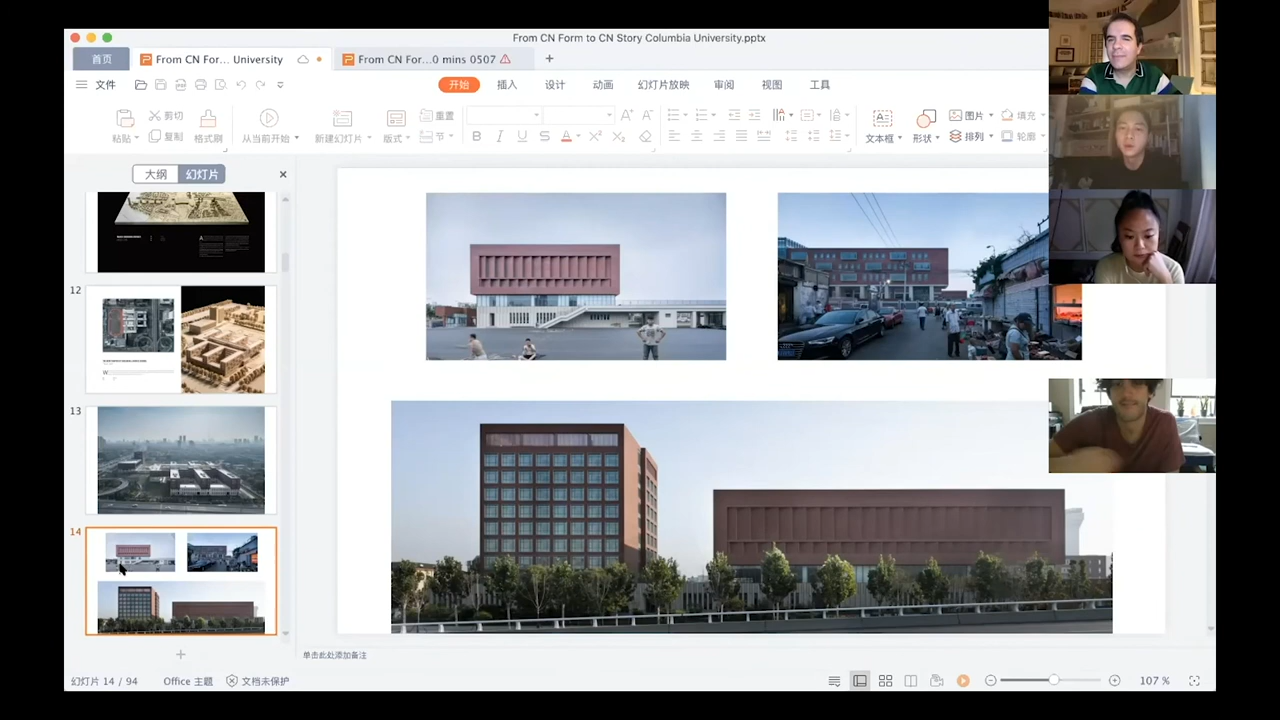 From CN Form to CN Story Columbia University.pptx
首页
From CN For... University
From CN For...0 mins 0507
文件
开始
插入
设计
动画
幻灯片放映
审阅
视图
工具
粘贴
剪切
复制
格式刷
从当前开始
新建幻灯片
版式
重置
节
B I U S A X² X₂
A⁺ A⁻
文本框
形状
图片
排列
填充
轮廓
大纲
幻灯片
12
13
14
单击此处添加备注
幻灯片 14 / 94
Office 主题
文档未保护
107 %